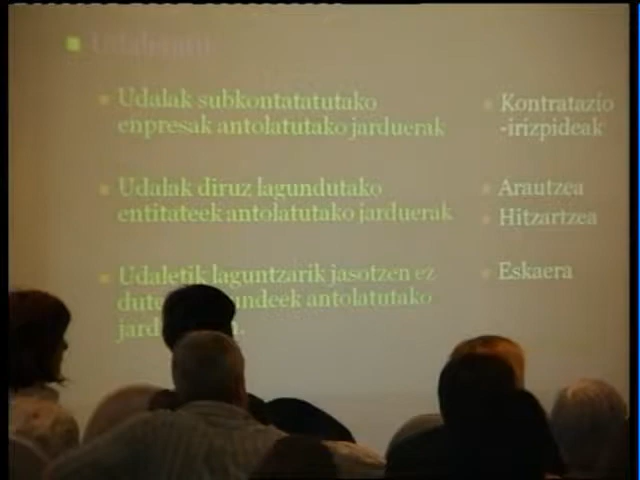 Udalak subkontatatutako
enpresak antolatutako jarduerak
Kontratazio
-irizpideak
Udalak diruz lagundutako
entitateek antolatutako jarduerak
Arautzea
Hitzartzea
Udaletik laguntzarik jasotzen ez
antolatutako
Eskaera